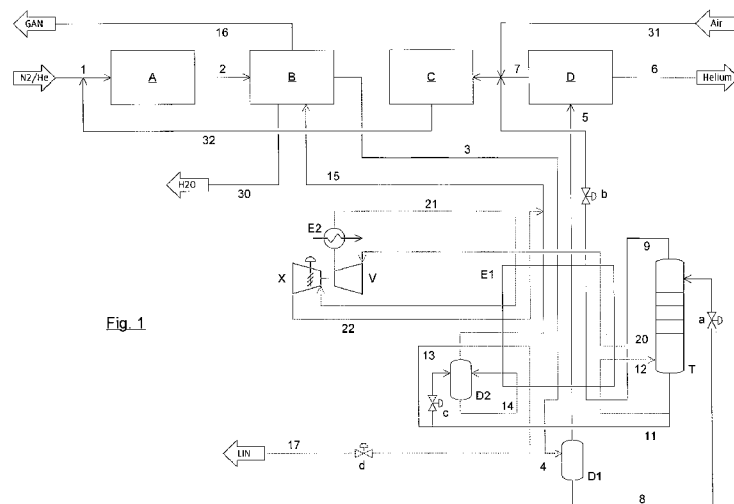 GAN
16
31
Air
N2/He
1
A
2
B
C
7
D
6
Helium
5
32
3
H2O
30
15
21
b
E2
9
X
V
E1
Fig. 1
22
a
20
13
12
T
D2
c
14
11
LIN
17
d
4
D1
8